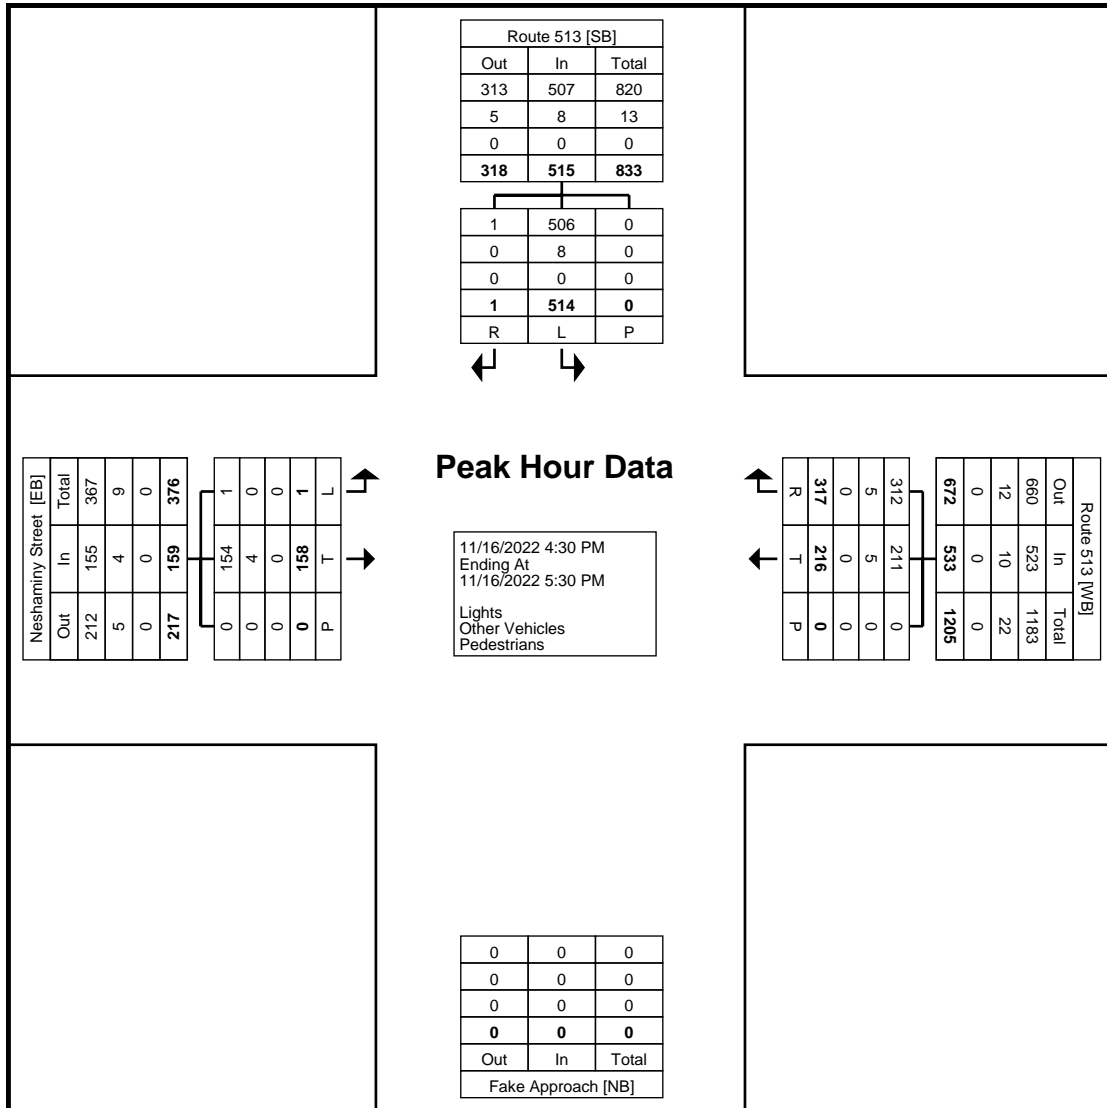 Route 513 [SB]
Out In Total
313 507 820
5 8 13
0 0 0
318 515 833
1 506 0
0 8 0
0 0 0
1 514 0
R L P
Neshaminy Street [EB]
Out In Total
212 155 367
5 4 9
0 0 0
217 159 376
0 154 1
0 4 0
0 0 0
0 158 1
P T L
Peak Hour Data
11/16/2022 4:30 PM
Ending At
11/16/2022 5:30 PM
Lights
Other Vehicles
Pedestrians
Route 513 [WB]
Out In Total
660 523 1183
12 10 22
0 0 0
672 533 1205
312 211 0
5 5 0
0 0 0
317 216 0
R T P
0 0 0
0 0 0
0 0 0
0 0 0
Out In Total
Fake Approach [NB]